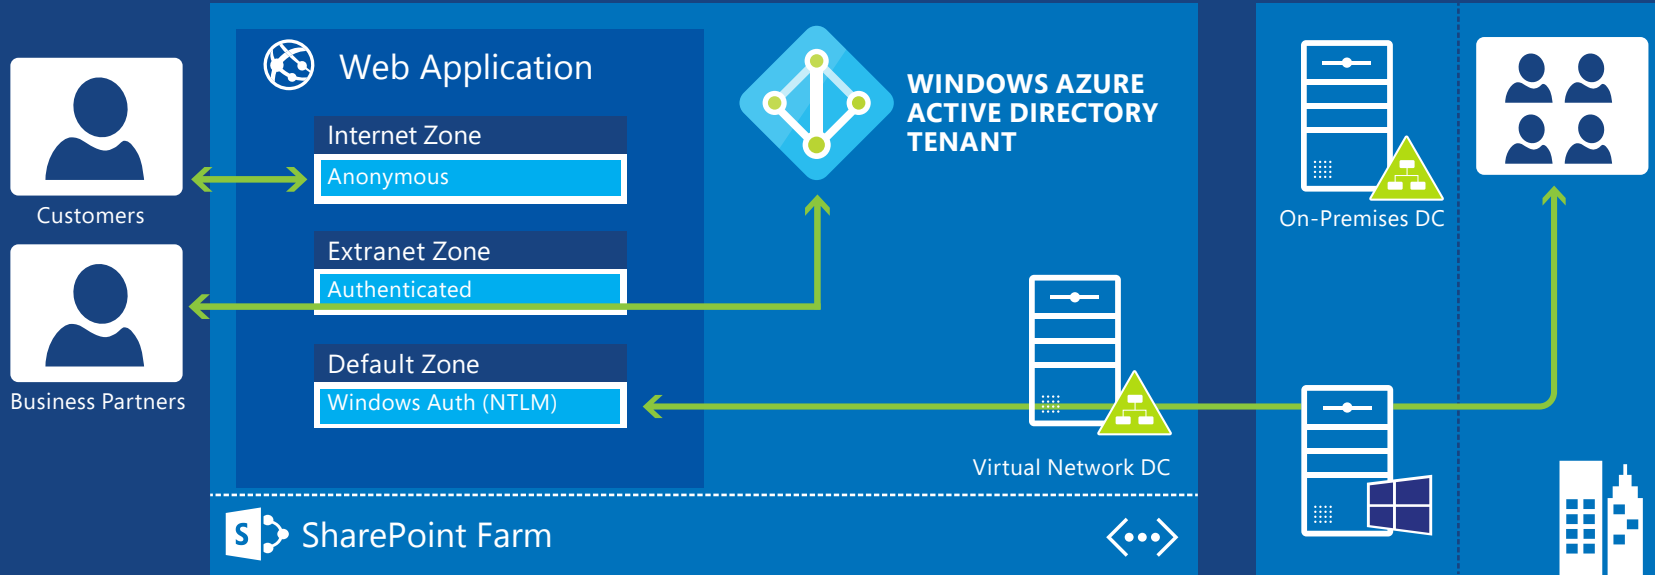 Web Application
Internet Zone
Anonymous
Extranet Zone
Authenticated
Default Zone
Windows Auth (NTLM)
Customers
Business Partners
WINDOWS AZURE
ACTIVE DIRECTORY
TENANT
Virtual Network DC
On-Premises DC
S
SharePoint Farm